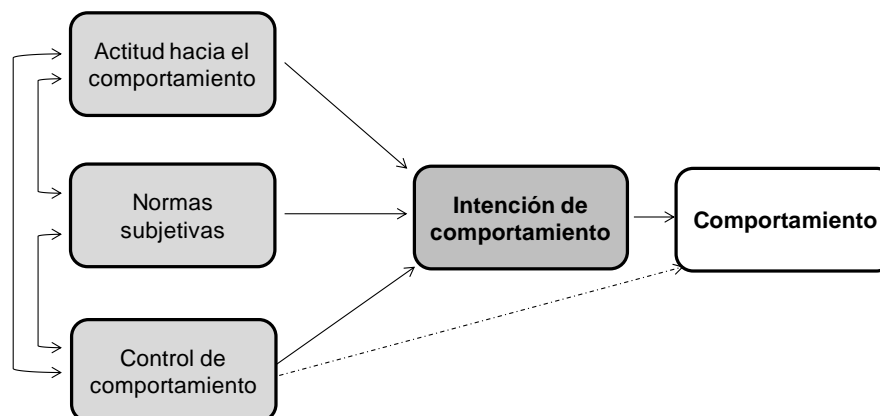 Actitud hacia el
comportamiento
Normas
subjetivas
Intención de
comportamiento
Comportamiento
Control de
comportamiento